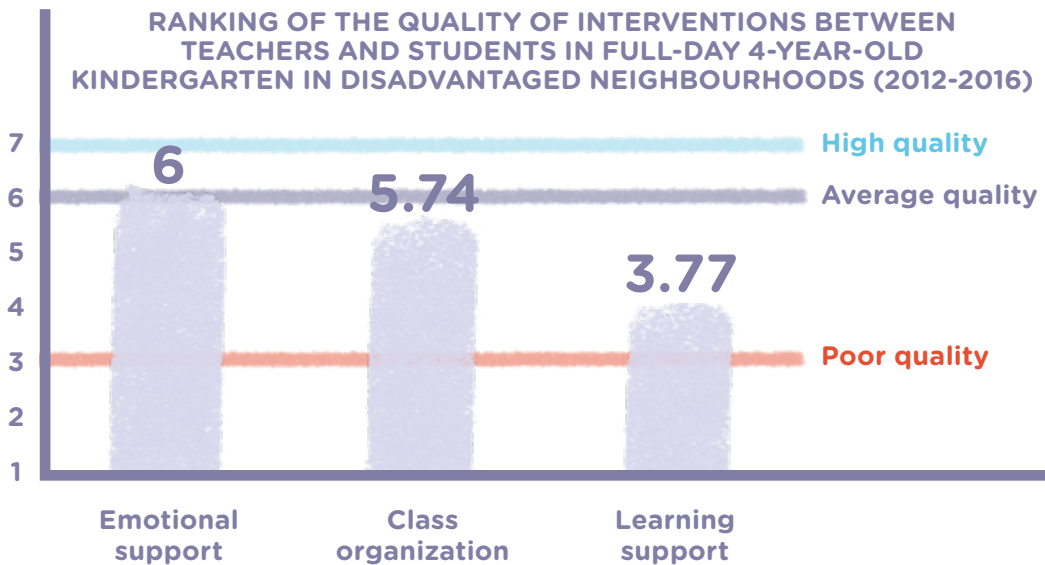 RANKING OF THE QUALITY OF INTERVENTIONS BETWEEN
TEACHERS AND STUDENTS IN FULL-DAY 4-YEAR-OLD
KINDERGARTEN IN DISADVANTAGED NEIGHBOURHOODS (2012-2016)
7
High quality
6
6
Average quality
5.74
5
4
3.77
3
Poor quality
2
1
Emotional
support
Class
organization
Learning
support